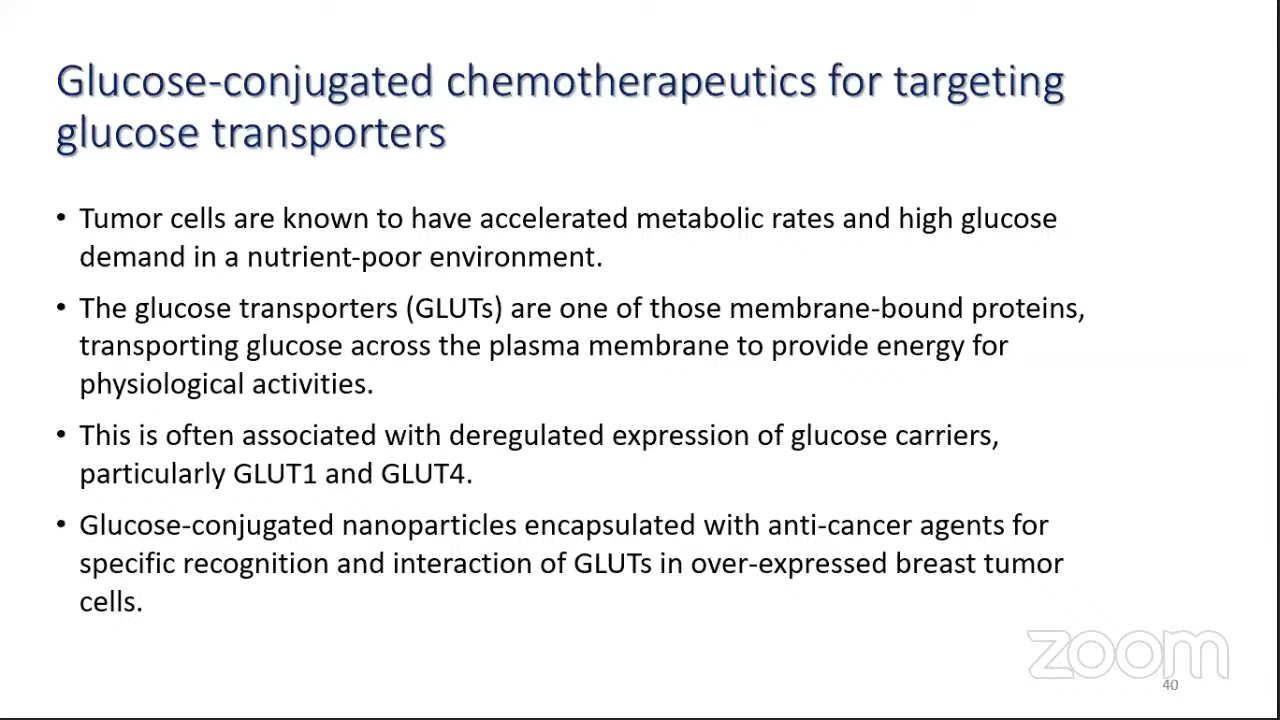 Glucose-conjugated chemotherapeutics for targeting
glucose transporters
• Tumor cells are known to have accelerated metabolic rates and high glucose
demand in a nutrient-poor environment.
• The glucose transporters (GLUTs) are one of those membrane-bound proteins,
transporting glucose across the plasma membrane to provide energy for
physiological activities.
• This is often associated with deregulated expression of glucose carriers,
particularly GLUT1 and GLUT4.
• Glucose-conjugated nanoparticles encapsulated with anti-cancer agents for
specific recognition and interaction of GLUTs in over-expressed breast tumor
cells.
zoom
40